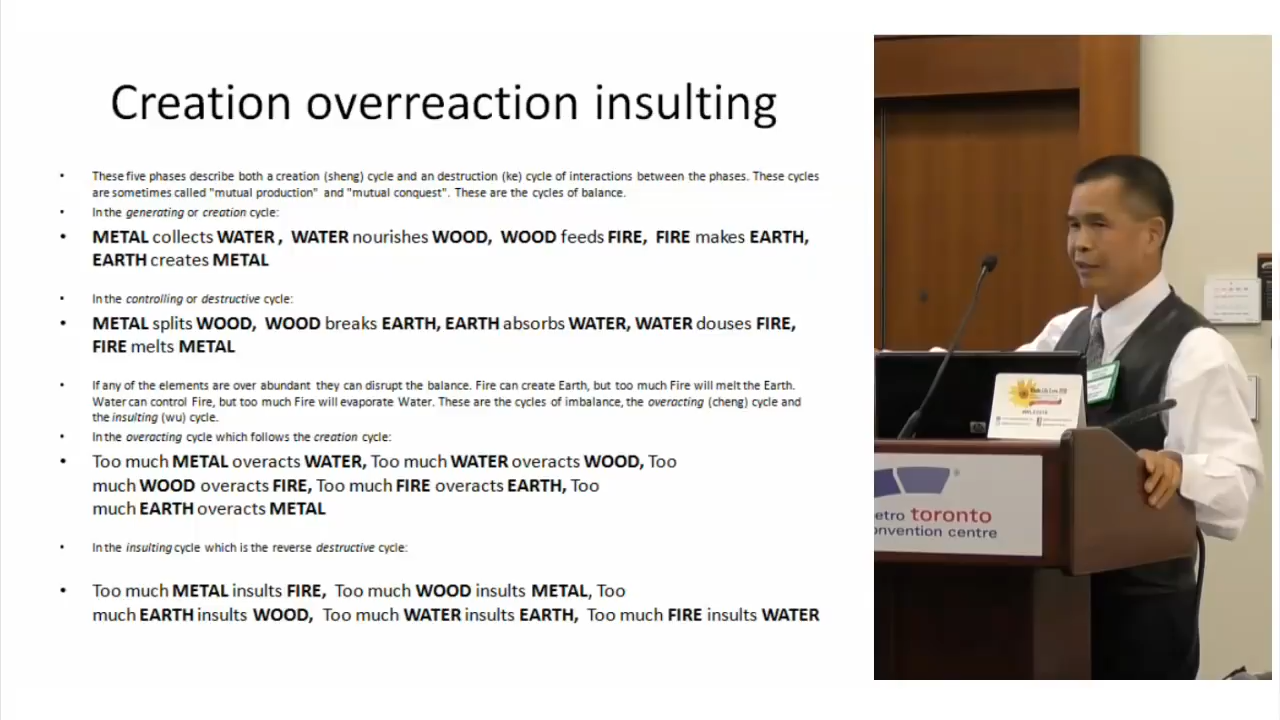 Creation overreaction insulting
• These five phases describe both a creation (sheng) cycle and an destruction (ke) cycle of interactions between the phases. These cycles
are sometimes called "mutual production" and "mutual conquest". These are the cycles of balance.
• In the generating or creation cycle:
• METAL collects WATER , WATER nourishes WOOD, WOOD feeds FIRE, FIRE makes EARTH,
EARTH creates METAL
• In the controlling or destructive cycle:
• METAL splits WOOD, WOOD breaks EARTH, EARTH absorbs WATER, WATER douses FIRE,
FIRE melts METAL
• If any of the elements are over abundant they can disrupt the balance. Fire can create Earth, but too much Fire will melt the Earth.
Water can control Fire, but too much Fire will evaporate Water. These are the cycles of imbalance, the overacting (cheng) cycle and
the insulting (wu) cycle.
• In the overacting cycle which follows the creation cycle:
• Too much METAL overacts WATER, Too much WATER overacts WOOD, Too
much WOOD overacts FIRE, Too much FIRE overacts EARTH, Too
much EARTH overacts METAL
• In the insulting cycle which is the reverse destructive cycle:
• Too much METAL insults FIRE, Too much WOOD insults METAL, Too
much EARTH insults WOOD, Too much WATER insults EARTH, Too much FIRE insults WATER
etro toronto
onvention centre
hp